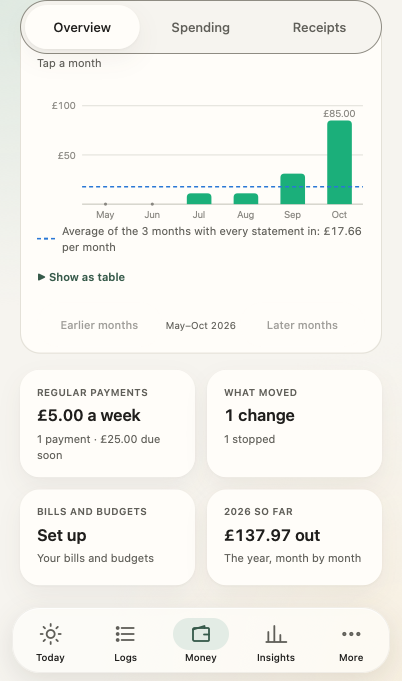 Overview
Spending
Receipts
Tap a month
£100
£50
£85.00
May
Jun
Jul
Aug
Sep
Oct
Average of the 3 months with every statement in: £17.66
per month
Show as table
Earlier months
May–Oct 2026
Later months
REGULAR PAYMENTS
£5.00 a week
1 payment · £25.00 due
soon
WHAT MOVED
1 change
1 stopped
BILLS AND BUDGETS
Set up
Your bills and budgets
2026 SO FAR
£137.97 out
The year, month by month
Today
Logs
Money
Insights
More